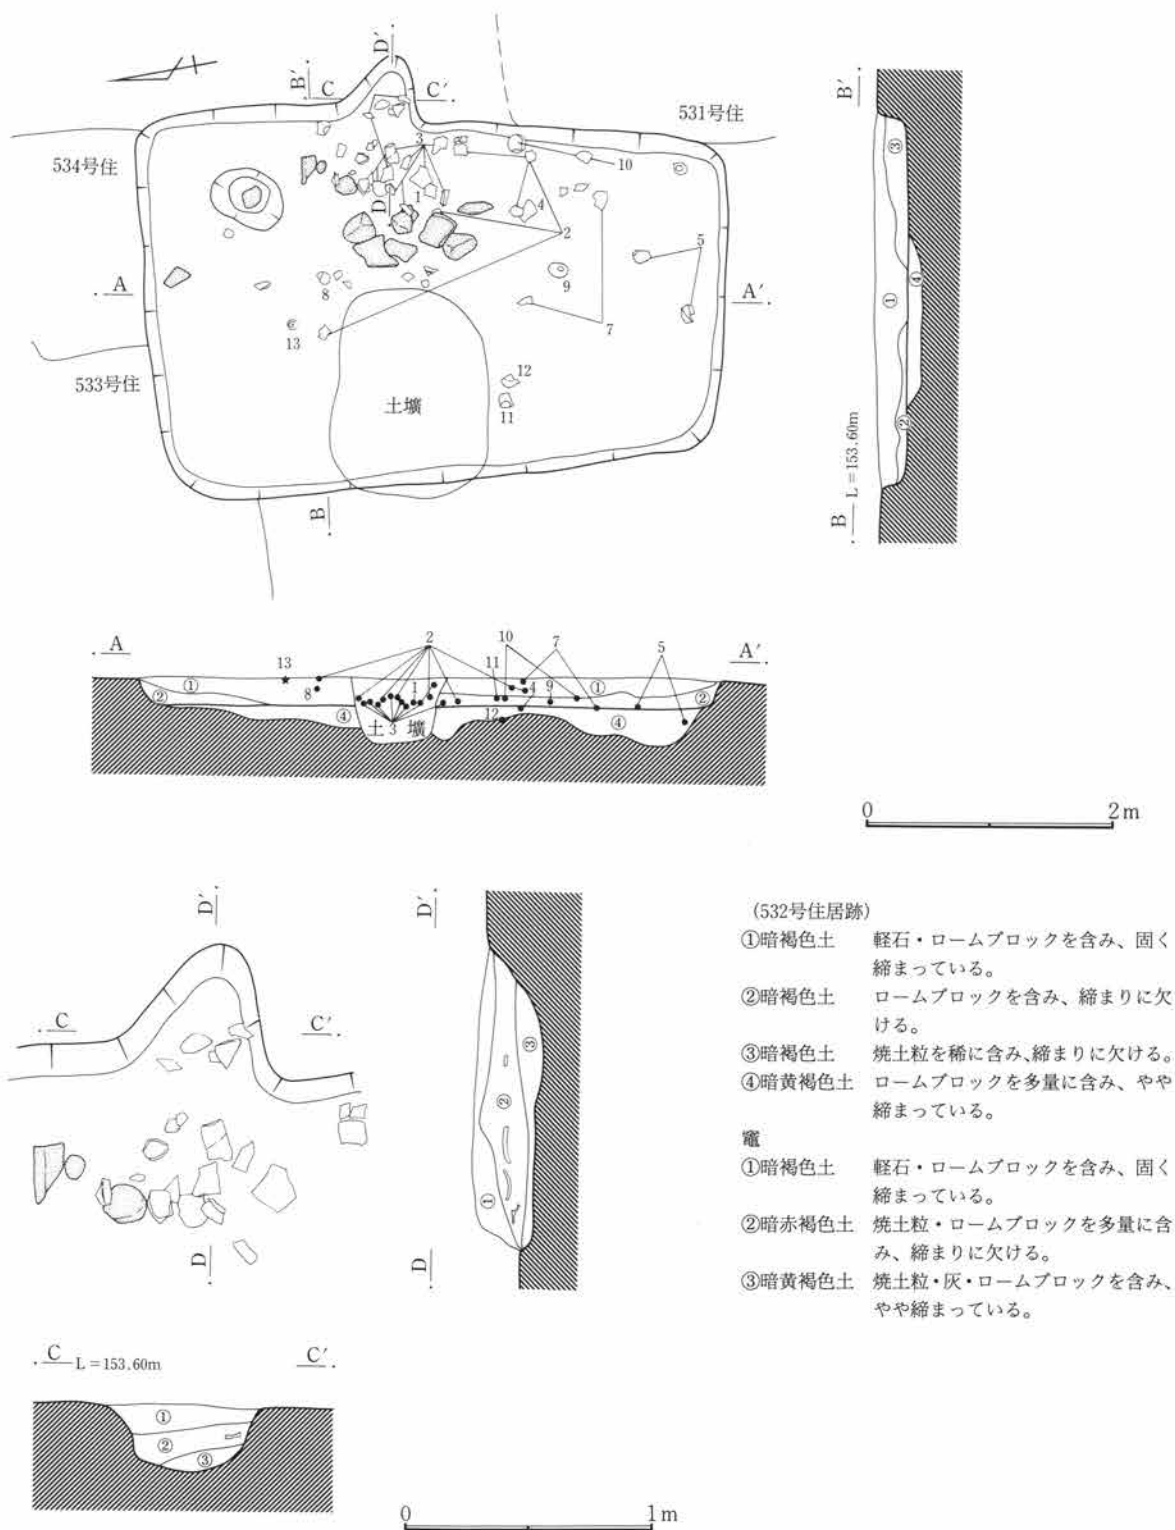 D′
B′
C
C′
531号住
534号住
3
10
1
D
4
2
5
A
A′
8
9
7
13
533号住
12
土壙
11
B
B′
③
④
①
②
B L=153.60m
A
A′
13
2
10
7
5
11
①
8
1
4
9
①
②
②
④
土3壙
12
④
0 2m
D′
C
C′
D
D′
③
②
①
D
(532号住居跡)
①暗褐色土 軽石・ロームブロックを含み、固く
締まっている。
②暗褐色土 ロームブロックを含み、締まりに欠
ける。
③暗褐色土 焼土粒を稀に含み、締まりに欠ける。
④暗黄褐色土 ロームブロックを多量に含み、やや
締まっている。
竈
①暗褐色土 軽石・ロームブロックを含み、固く
締まっている。
②暗赤褐色土 焼土粒・ロームブロックを多量に含
み、締まりに欠ける。
③暗黄褐色土 焼土粒・灰・ロームブロックを含み、
やや締まっている。
C L=153.60m C′
①
②
③
0 1m